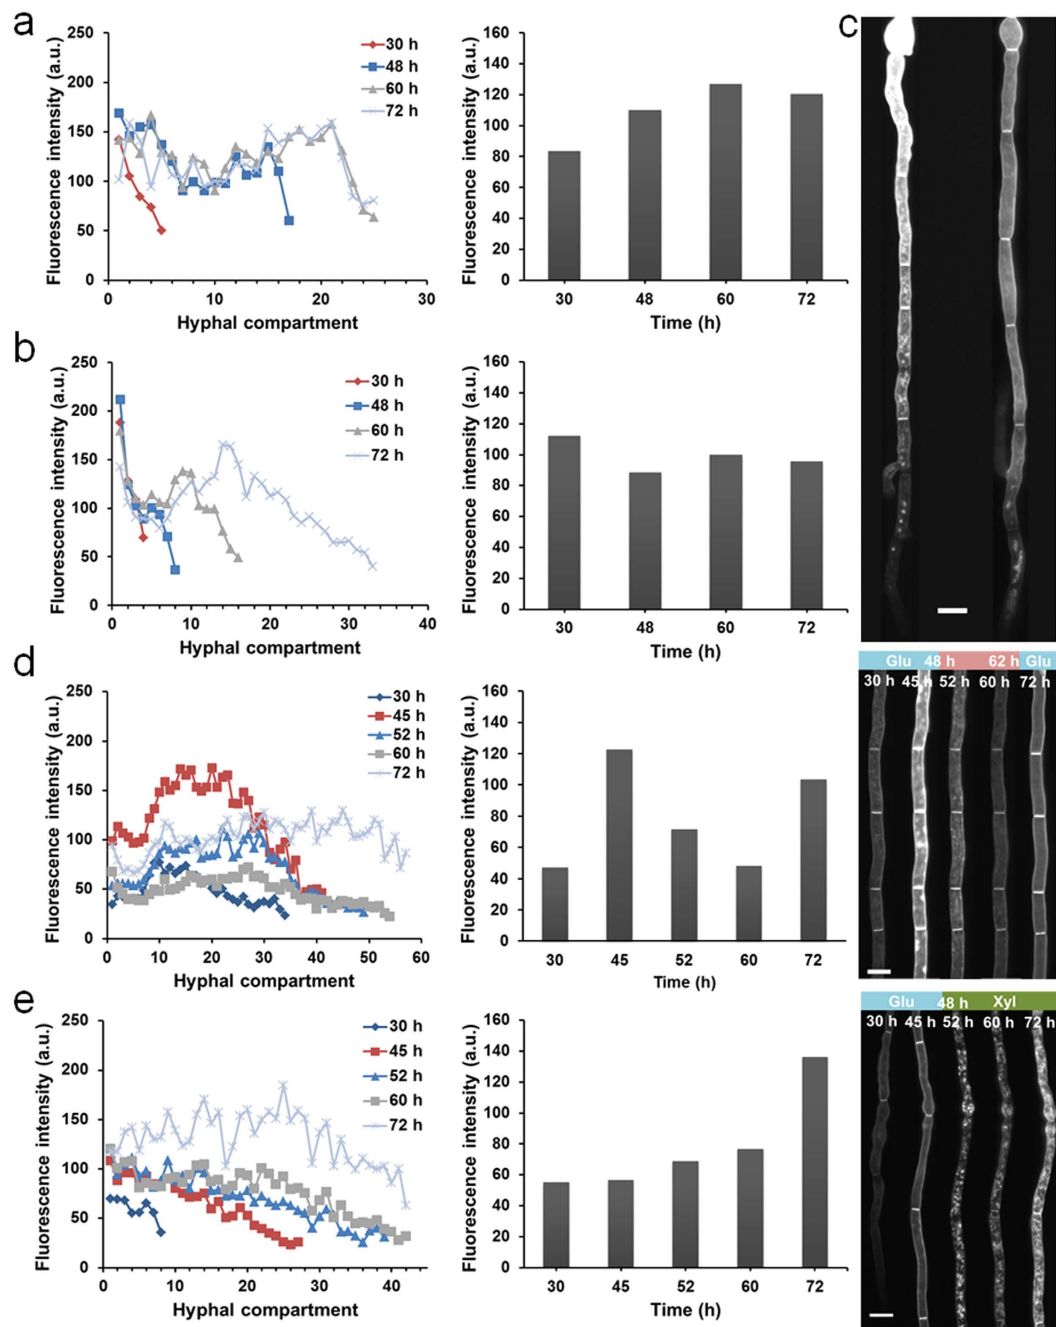 a
Fluorescence intensity (a.u.)
250
200
150
100
50
0
0 10 20 30
Hyphal compartment
30 h
48 h
60 h
72 h
Fluorescence intensity (a.u.)
160
140
120
100
80
60
40
20
0
30 48 60 72
Time (h)
c
b
Fluorescence intensity (a.u.)
250
200
150
100
50
0
0 10 20 30 40
Hyphal compartment
30 h
48 h
60 h
72 h
Fluorescence intensity (a.u.)
160
140
120
100
80
60
40
20
0
30 48 60 72
Time (h)
d
Fluorescence intensity (a.u.)
250
200
150
100
50
0
0 10 20 30 40 50 60
Hyphal compartment
30 h
45 h
52 h
60 h
72 h
Fluorescence intensity (a.u.)
160
140
120
100
80
60
40
20
0
30 45 52 60 72
Time (h)
Glu 48 h 62 h Glu
30 h 45 h 52 h 60 h 72 h
e
Fluorescence intensity (a.u.)
250
200
150
100
50
0
0 10 20 30 40
Hyphal compartment
30 h
45 h
52 h
60 h
72 h
Fluorescence intensity (a.u.)
160
140
120
100
80
60
40
20
0
30 45 52 60 72
Time (h)
Glu 48 h Xyl
30 h 45 h 52 h 60 h 72 h